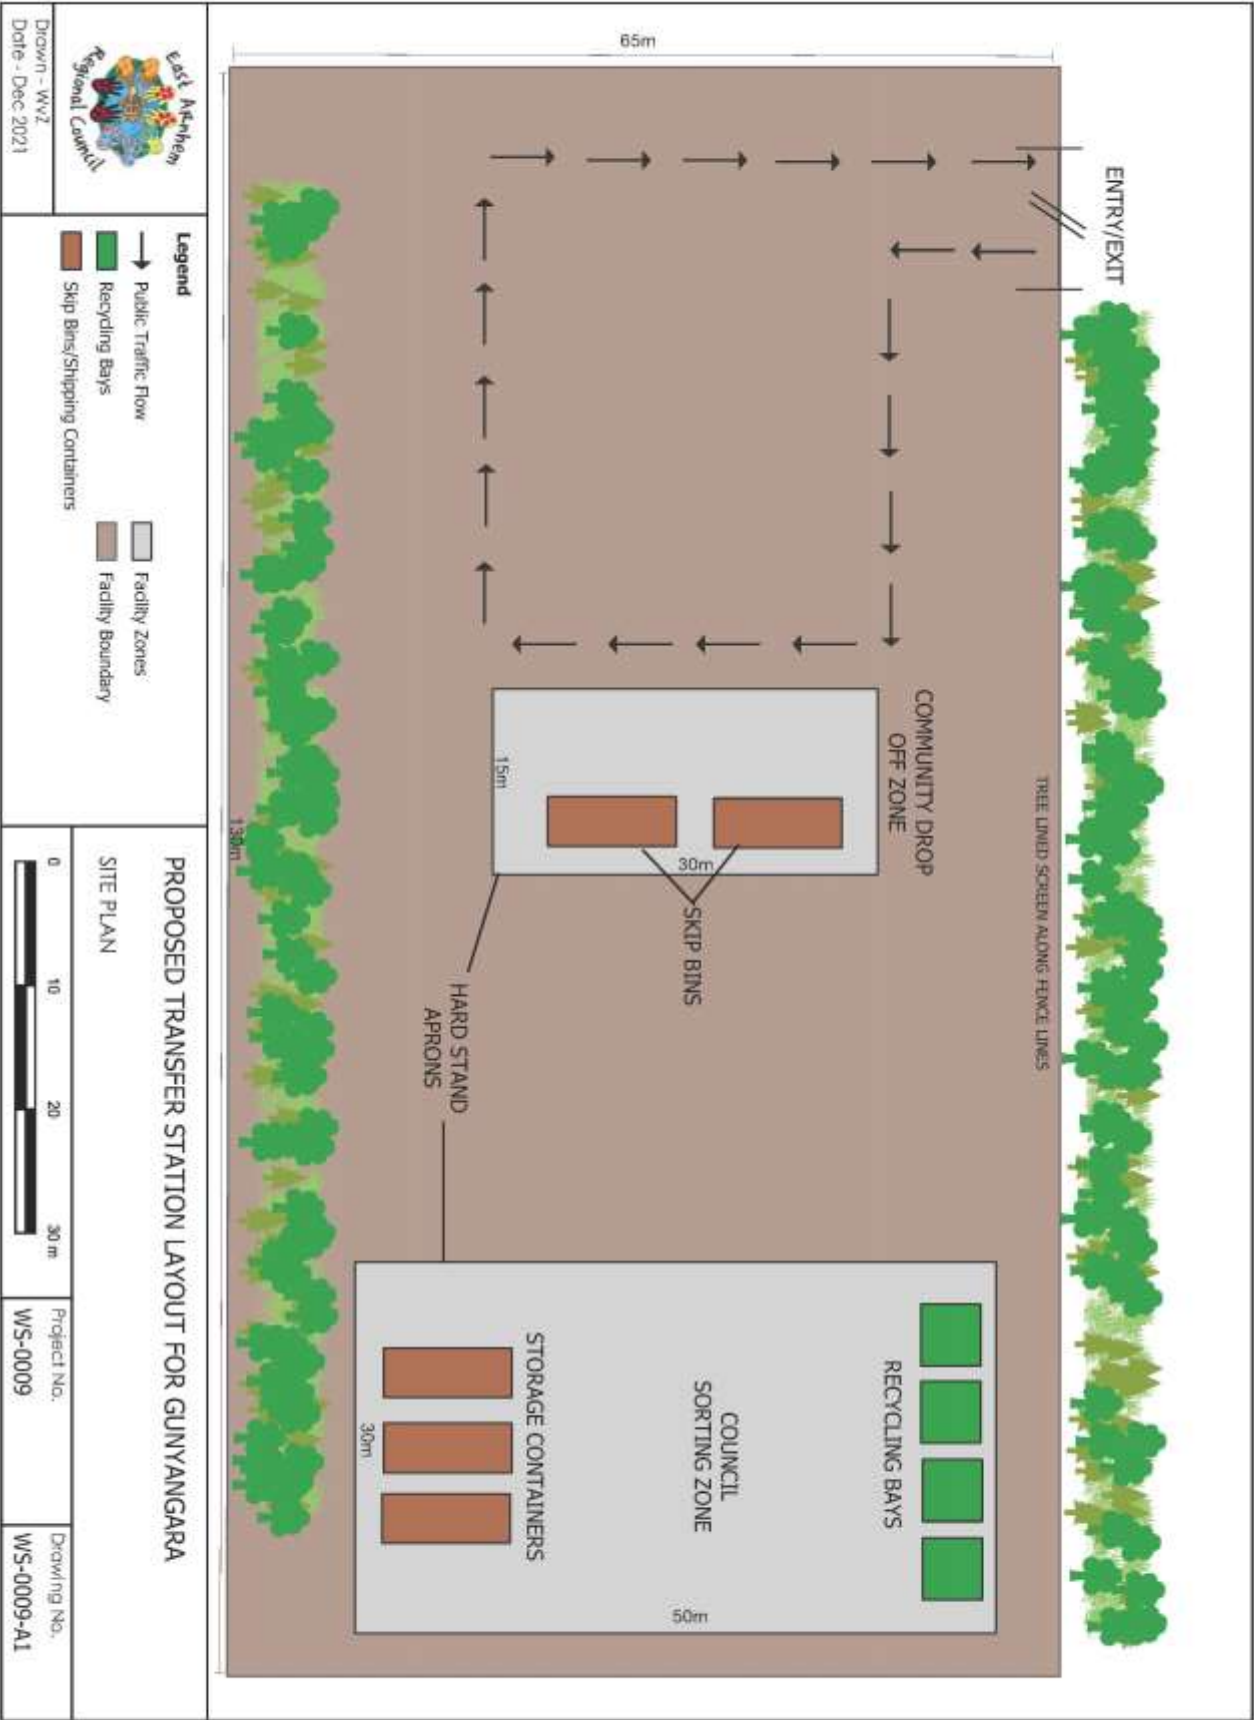 65m
ENTRY/EXIT
TREE LINED SCREEN ALONG FENCE LINES
COMMUNITY DROP
OFF ZONE
30m
15m
SKIP BINS
HARD STAND
APRONS
RECYCLING BAYS
COUNCIL
SORTING ZONE
STORAGE CONTAINERS
30m
50m
130m
East Arnhem
Regional Council
Drawn - WvZ
Date - Dec 2021
Legend
Public Traffic Flow
Recycling Bays
Skip Bins/Shipping Containers
Facility Zones
Facility Boundary
PROPOSED TRANSFER STATION LAYOUT FOR GUNYANGARA
SITE PLAN
0 10 20 30 m
Project No.
WS-0009
Drawing No.
WS-0009-A1